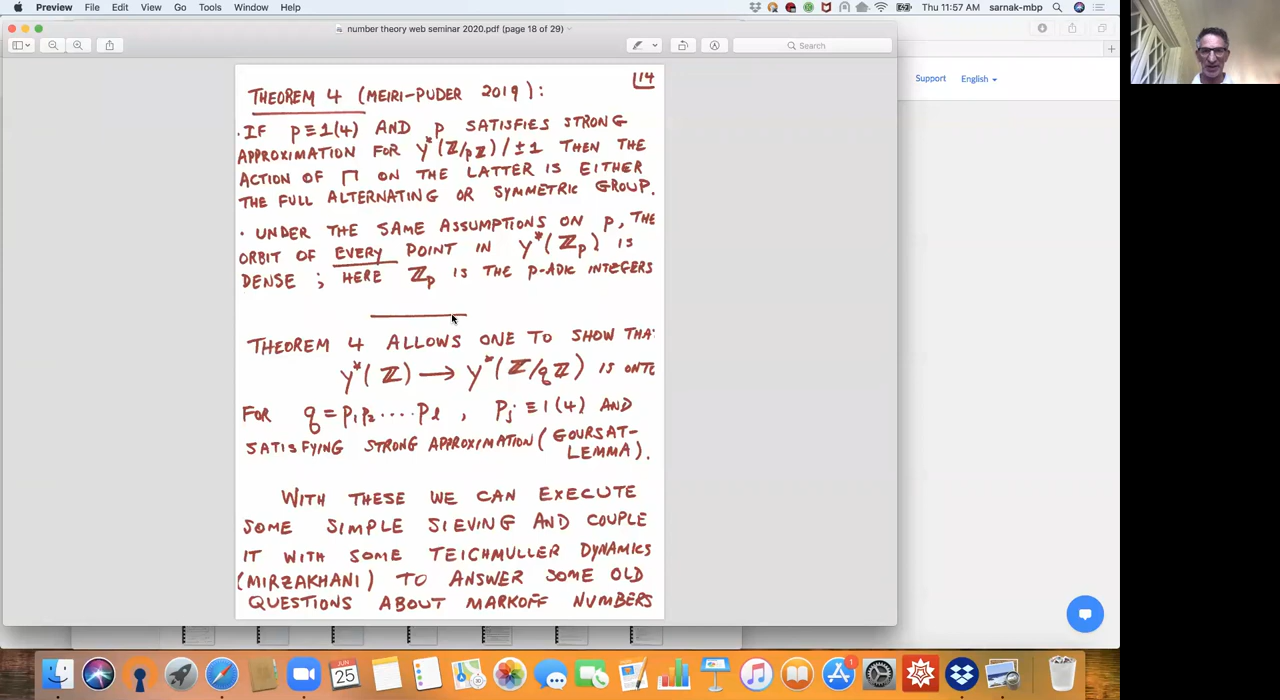 Preview File Edit View Go Tools Window Help
Thu 11:57 AM sarnak-mbp
number theory web seminar 2020.pdf (page 18 of 29)
Search
Support English
14
THEOREM 4 (MEIRI-PUDER 2019):
· IF p≡1(4) AND p SATISFIES STRONG
APPROXIMATION FOR Y*(Z/pZ)/±1 THEN THE
ACTION OF Γ ON THE LATTER IS EITHER
THE FULL ALTERNATING OR SYMMETRIC GROUP.
· UNDER THE SAME ASSUMPTIONS ON p, THE
ORBIT OF EVERY POINT IN Y*(Zp) IS
DENSE ; HERE Zp IS THE P-ADIC INTEGERS
THEOREM 4 ALLOWS ONE TO SHOW THA
Y*(Z) → Y*(Z/qZ) IS ONTO
FOR q = p1p2....pl , pj ≡ 1(4) AND
SATISFYING STRONG APPROXIMATION (GOURSAT-
LEMMA).
WITH THESE WE CAN EXECUTE
SOME SIMPLE SIEVING AND COUPLE
IT WITH SOME TEICHMULLER DYNAMICS
(MIRZAKHANI) TO ANSWER SOME OLD
QUESTIONS ABOUT MARKOFF NUMBERS
JUN
25
1